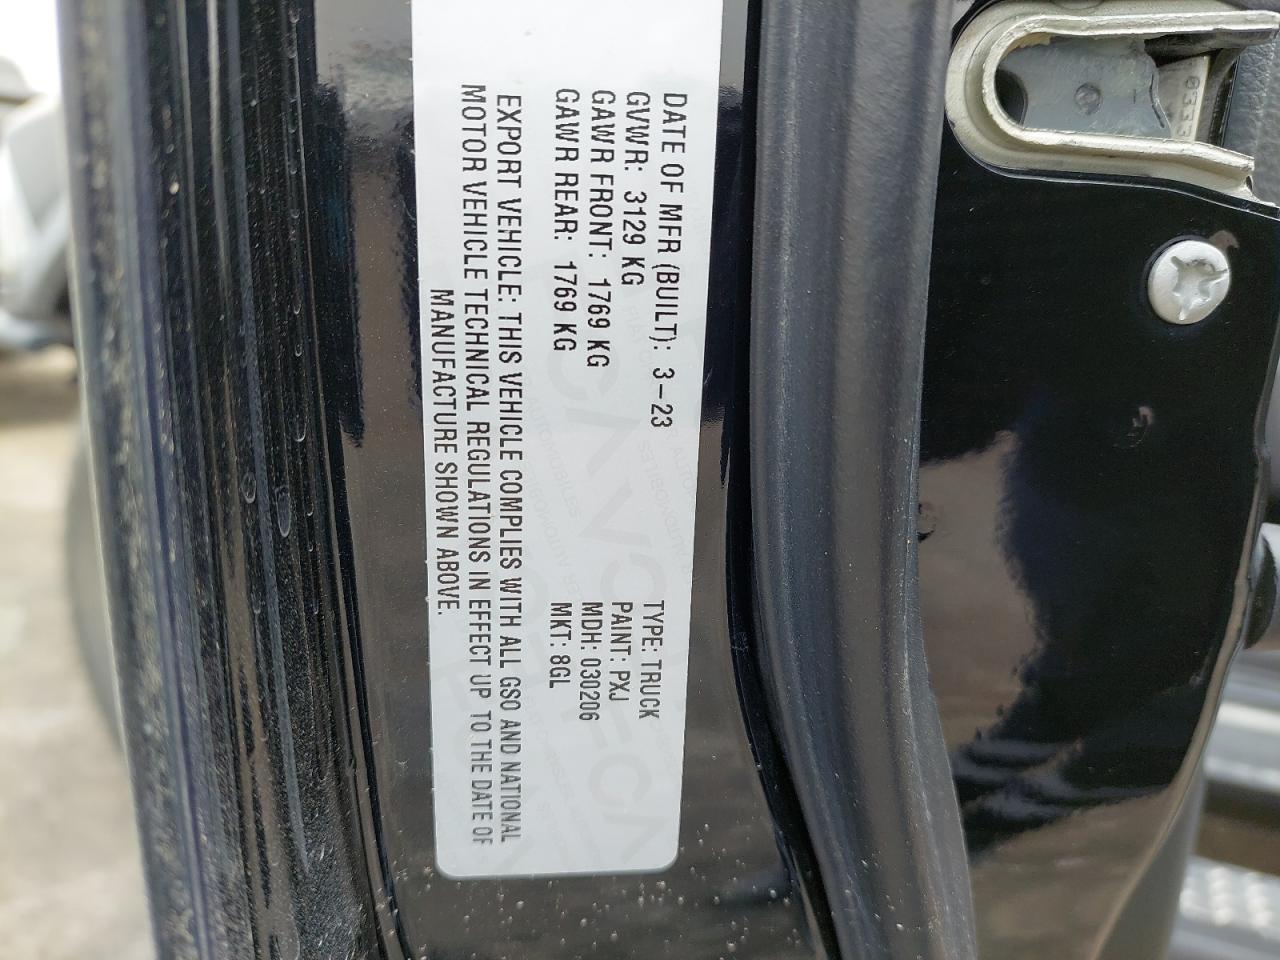 DATE OF MFR (BUILT): 3-23
GVWR: 3129 KG
GAWR FRONT: 1769 KG
GAWR REAR: 1769 KG
TYPE: TRUCK
PAINT: PXJ
MDH: 030206
MKT: 8GL
EXPORT VEHICLE: THIS VEHICLE COMPLIES WITH ALL GSO AND NATIONAL
MOTOR VEHICLE TECHNICAL REGULATIONS IN EFFECT UP TO THE DATE OF
MANUFACTURE SHOWN ABOVE.